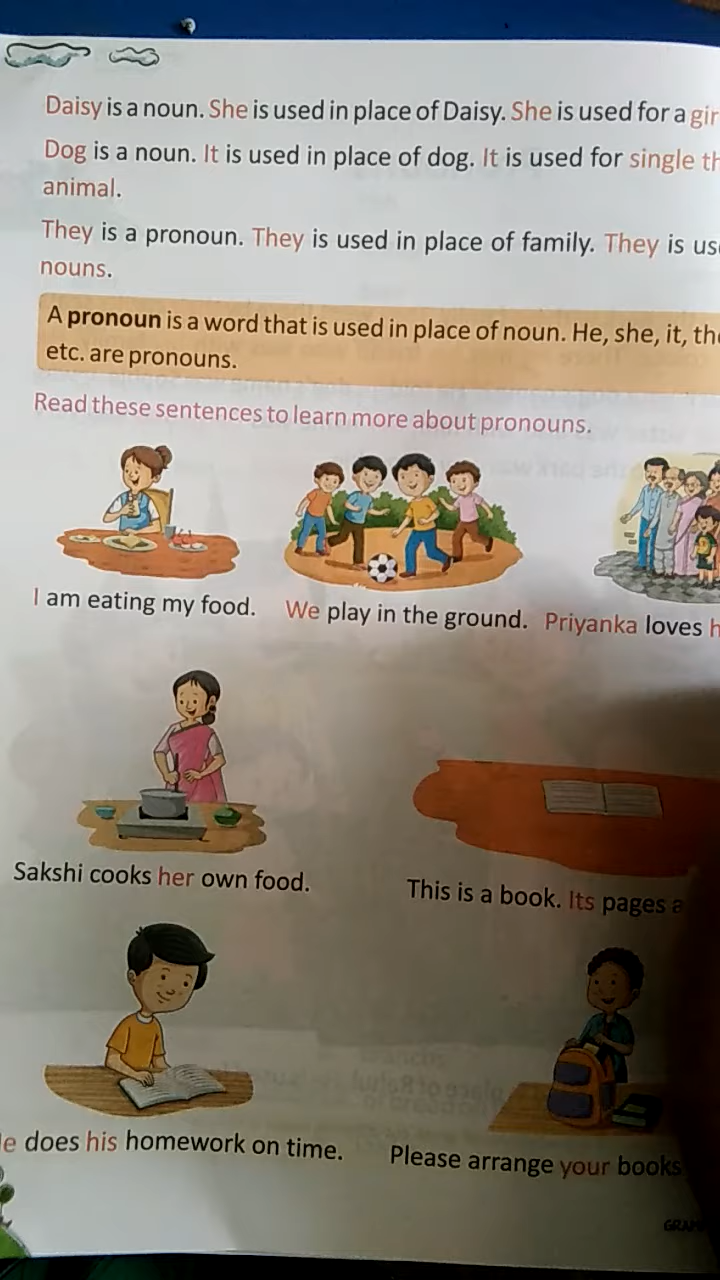 Daisy is a noun. She is used in place of Daisy. She is used for a
Dog is a noun. It is used in place of dog. It is used for single
animal.
They is a pronoun. They is used in place of family. They is
nouns.
A pronoun is a word that is used in place of noun. He, she, it,
etc. are pronouns.
Read these sentences to learn more about pronouns.
I am eating my food. We play in the ground. Priyanka loves
Sakshi cooks her own food.
This is a book. Its pages
does his homework on time.
Please arrange your books